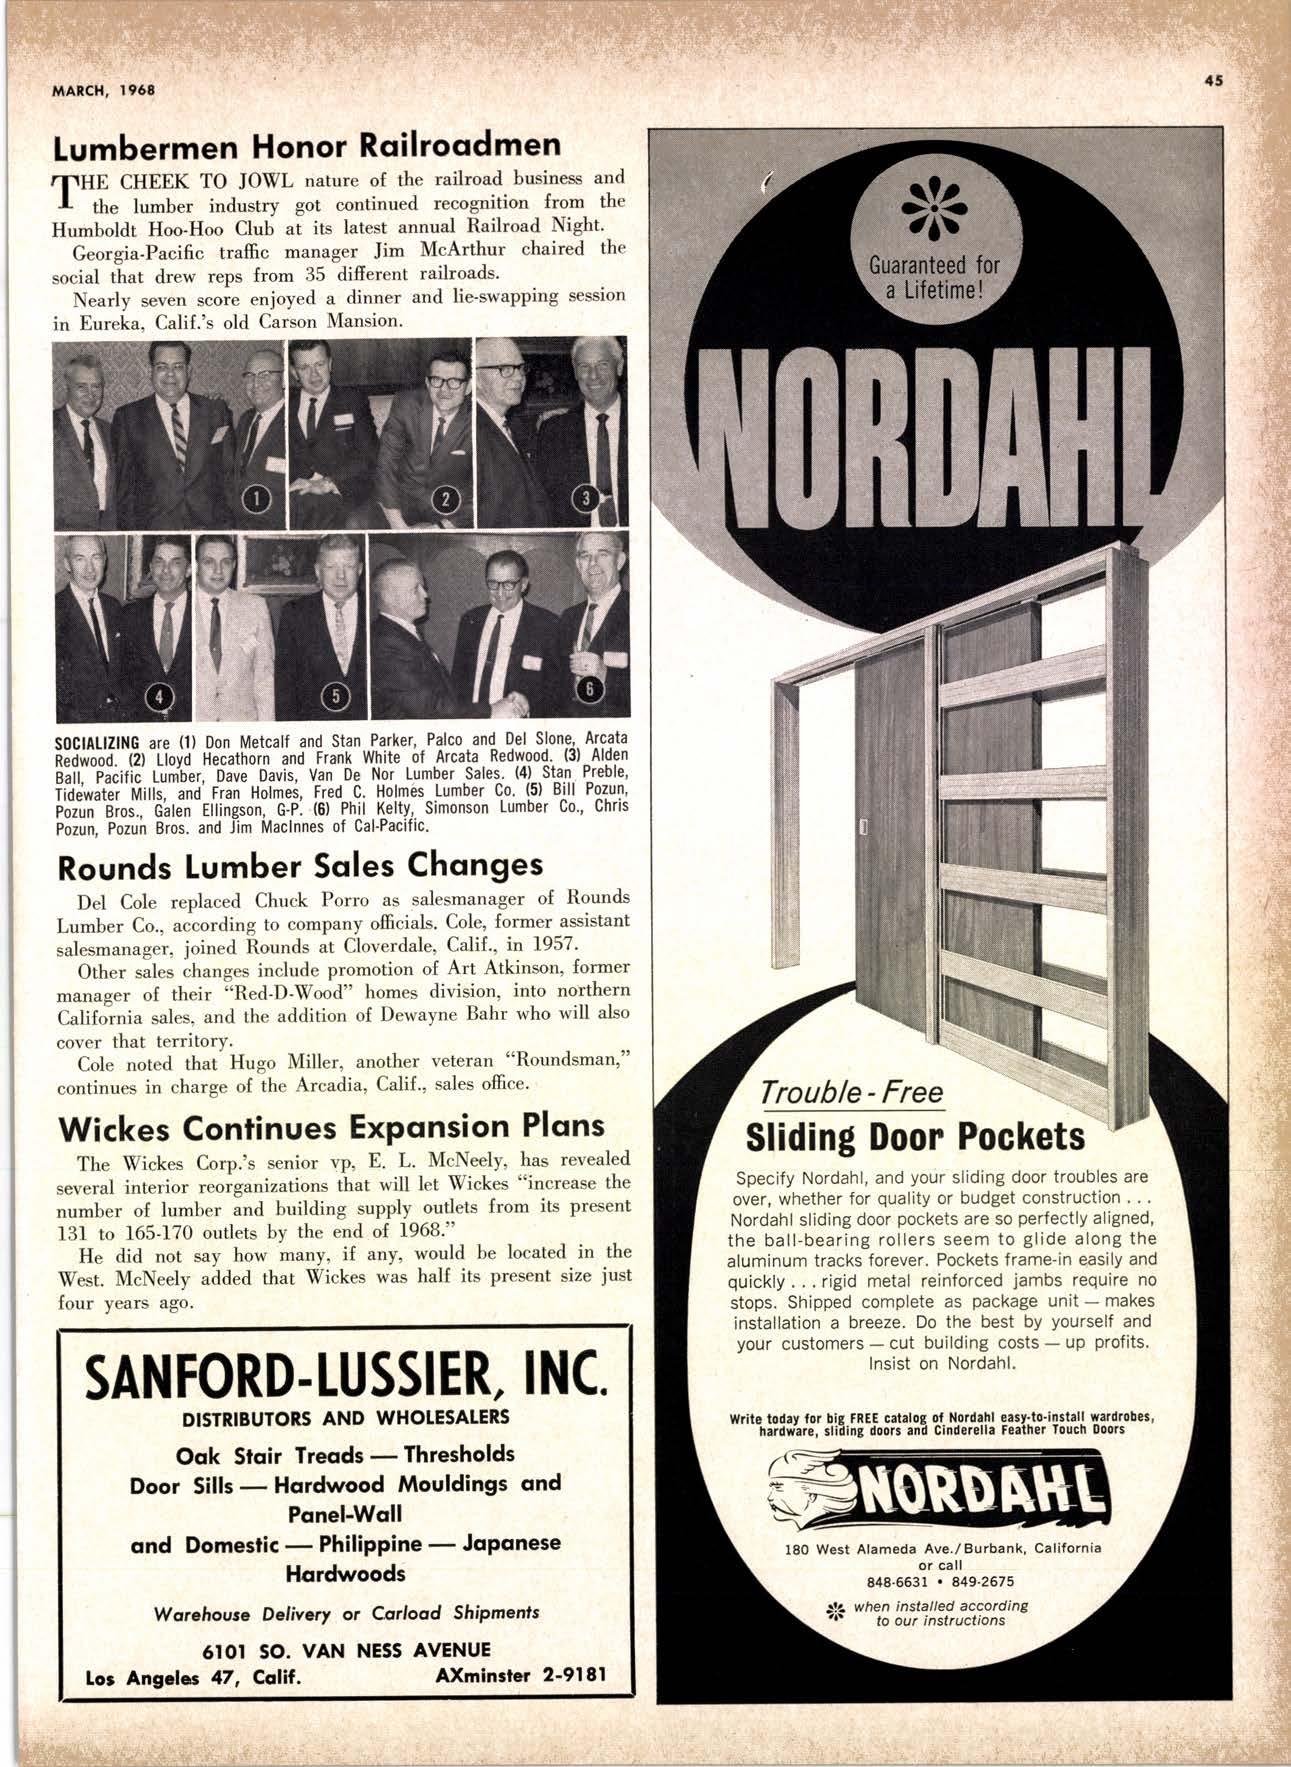 MARCH, 1968
45
Lumbermen Honor Railroadmen
THE CHEEK TO JOWL nature of the railroad business and
the lumber industry got continued recognition from the
Humboldt Hoo-Hoo Club at its latest annual Railroad Night.
Georgia-Pacific traffic manager Jim McArthur chaired the
social that drew reps from 35 different railroads.
Nearly seven score enjoyed a dinner and lie-swapping session
in Eureka, Calif.'s old Carson Mansion.
1
2
3
4
5
6
SOCIALIZING are (1) Don Metcalf and Stan Parker, Palco and Del Slone, Arcata
Redwood. (2) Lloyd Hecathorn and Frank White of Arcata Redwood. (3) Alden
Ball, Pacific Lumber, Dave Davis, Van De Nor Lumber Sales. (4) Stan Preble,
Tidewater Mills, and Fran Holmes, Fred C. Holmes Lumber Co. (5) Bill Pozun,
Pozun Bros., Galen Ellingson, G-P. (6) Phil Kelty, Simonson Lumber Co., Chris
Pozun, Pozun Bros. and Jim MacInnes of Cal-Pacific.
Rounds Lumber Sales Changes
Del Cole replaced Chuck Porro as salesmanager of Rounds
Lumber Co., according to company officials. Cole, former assistant
salesmanager, joined Rounds at Cloverdale, Calif., in 1957.
Other sales changes include promotion of Art Atkinson, former
manager of their “Red-D-Wood” homes division, into northern
California sales, and the addition of Dewayne Bahr who will also
cover that territory.
Cole noted that Hugo Miller, another veteran “Roundsman,”
continues in charge of the Arcadia, Calif., sales office.
Wickes Continues Expansion Plans
The Wickes Corp.'s senior vp, E. L. McNeely, has revealed
several interior reorganizations that will let Wickes “increase the
number of lumber and building supply outlets from its present
131 to 165-170 outlets by the end of 1968.”
He did not say how many, if any, would be located in the
West. McNeely added that Wickes was half its present size just
four years ago.
SANFORD-LUSSIER, INC.
DISTRIBUTORS AND WHOLESALERS
Oak Stair Treads — Thresholds
Door Sills — Hardwood Mouldings and
Panel-Wall
and Domestic — Philippine — Japanese
Hardwoods
Warehouse Delivery or Carload Shipments
6101 SO. VAN NESS AVENUE
Los Angeles 47, Calif. AXminster 2-9181
Guaranteed for
a Lifetime!
NORDAHL
Trouble-Free
Sliding Door Pockets
Specify Nordahl, and your sliding door troubles are
over, whether for quality or budget construction . . .
Nordahl sliding door pockets are so perfectly aligned,
the ball-bearing rollers seem to glide along the
aluminum tracks forever. Pockets frame-in easily and
quickly . . . rigid metal reinforced jambs require no
stops. Shipped complete as package unit — makes
installation a breeze. Do the best by yourself and
your customers — cut building costs — up profits.
Insist on Nordahl.
Write today for big FREE catalog of Nordahl easy-to-install wardrobes,
hardware, sliding doors and Cinderella Feather Touch Doors
NORDAHL
180 West Alameda Ave./Burbank, California
or call
848-6631 • 849-2675
when installed according
to our instructions